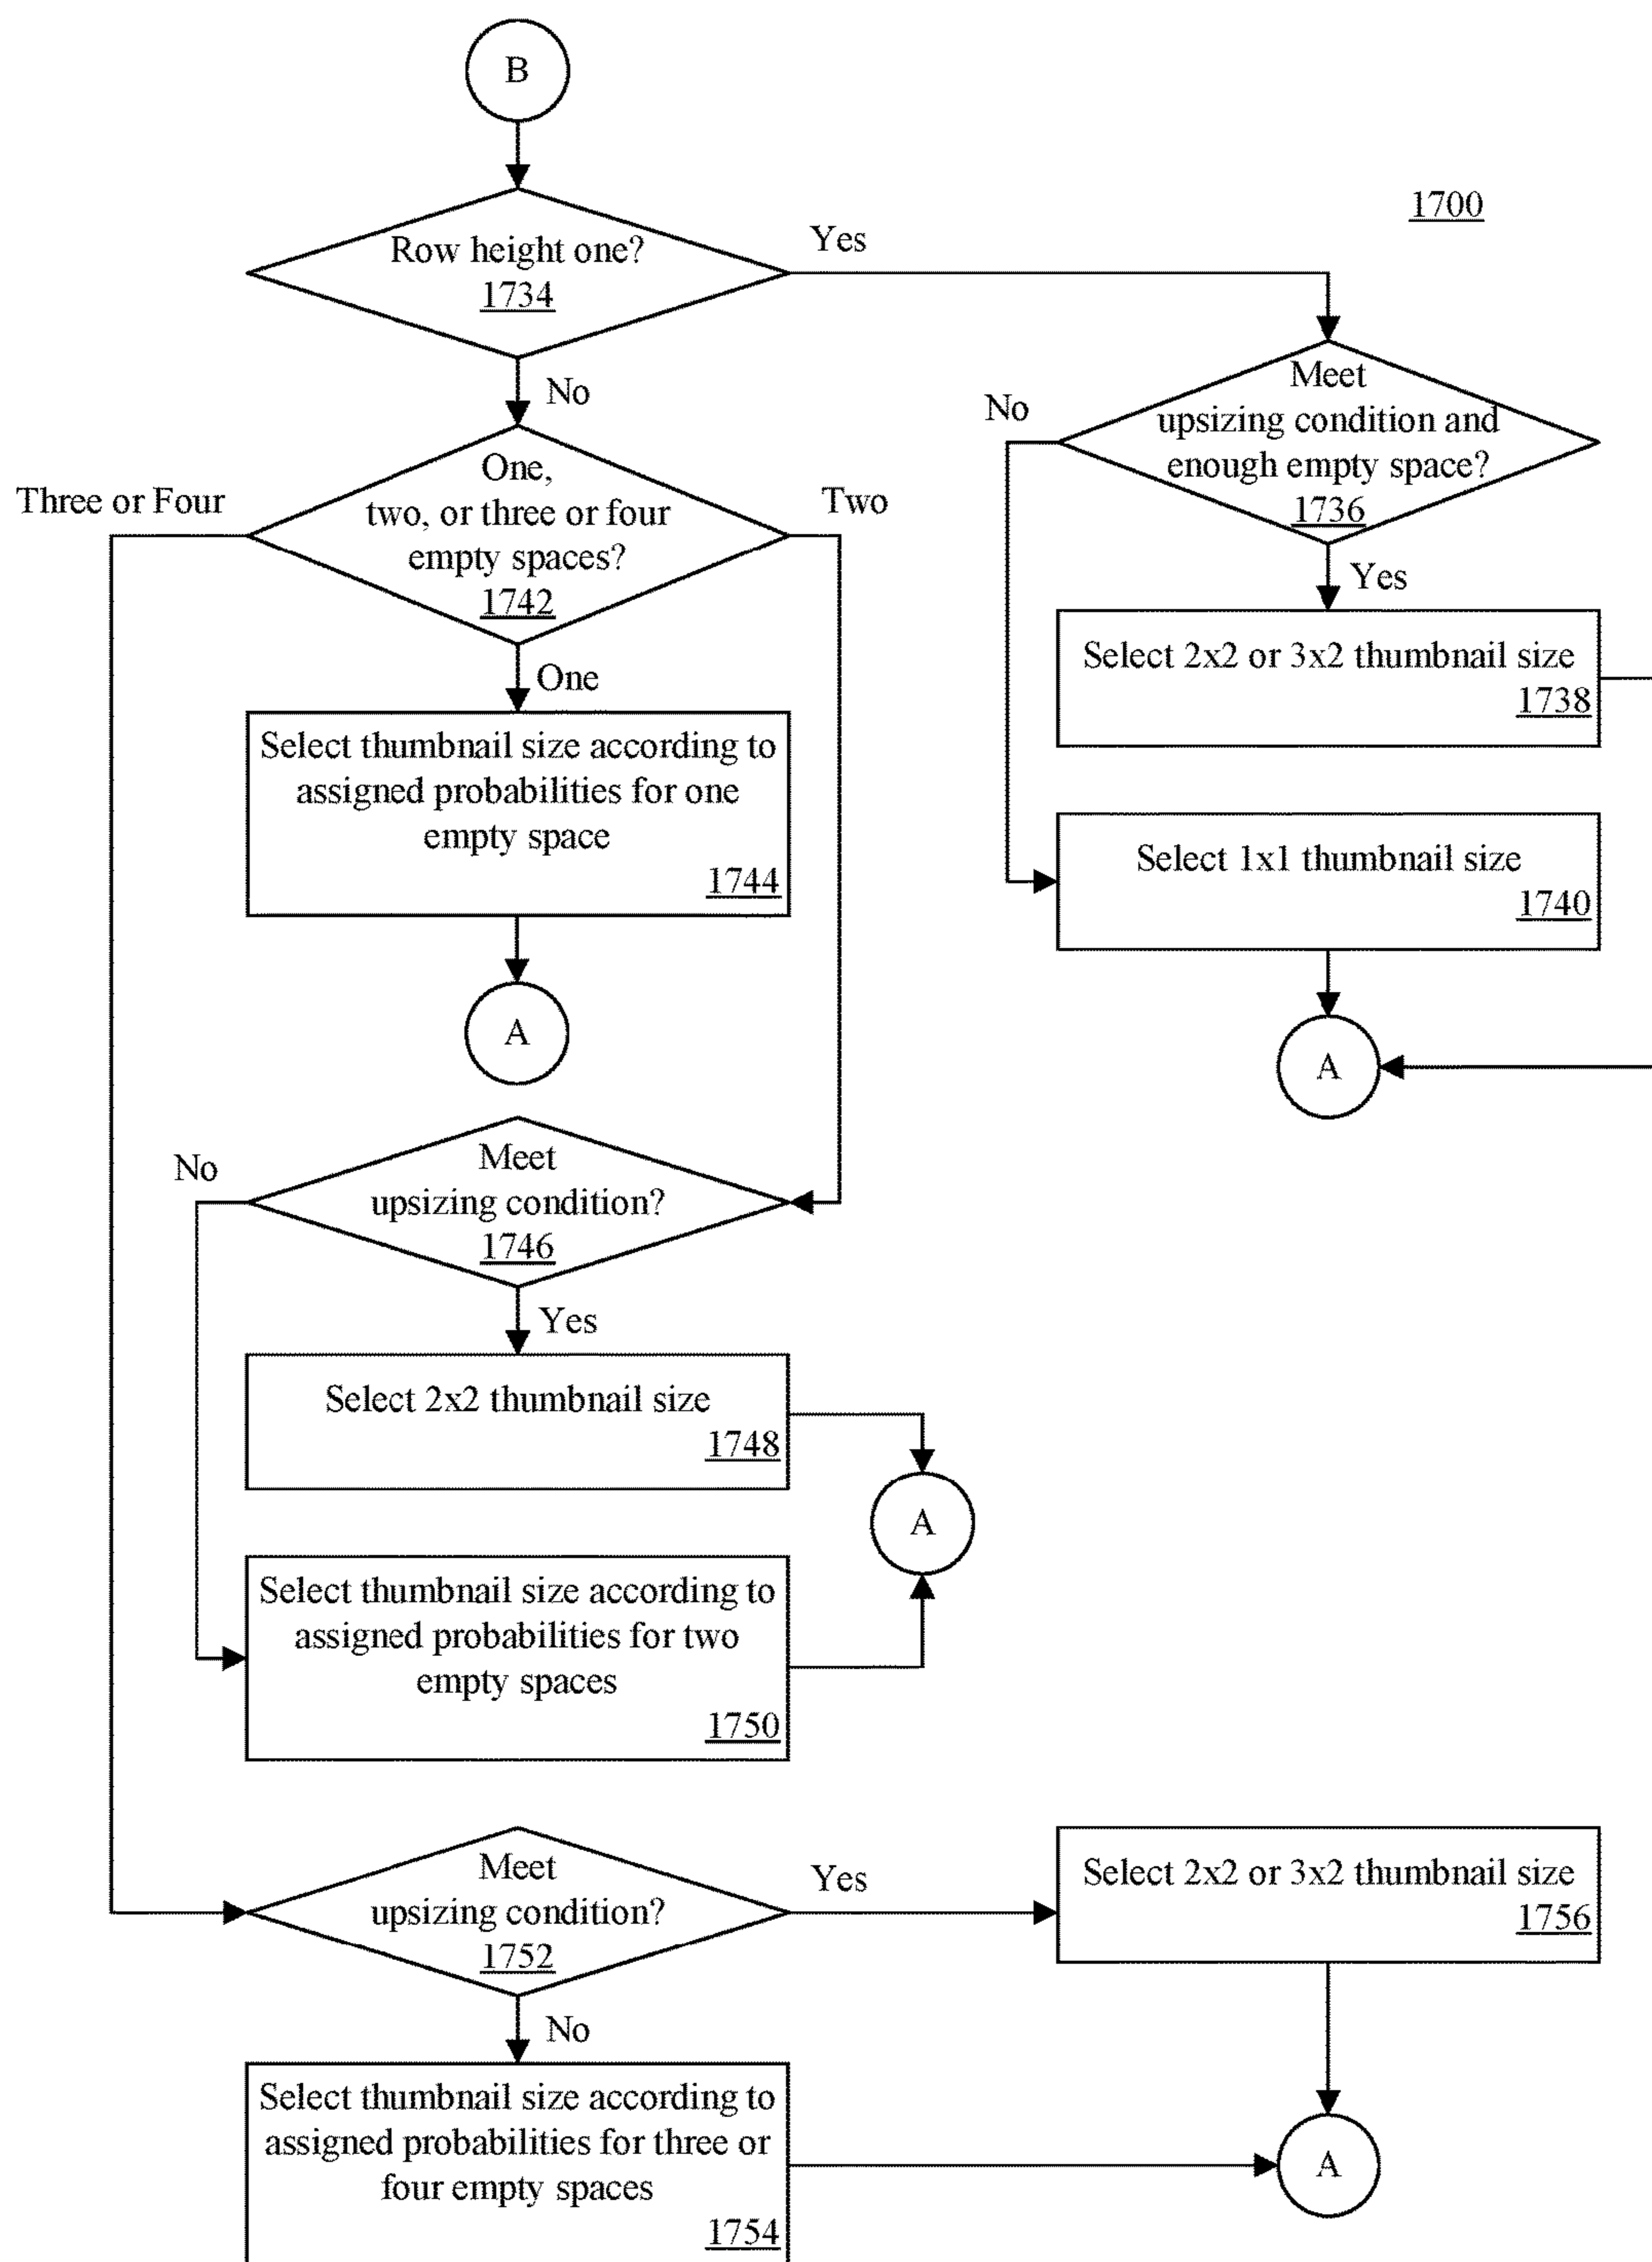 B
1700
Row height one?
1734
Yes
No
Meet
upsizing condition and
enough empty space?
1736
No
Yes
Select 2x2 or 3x2 thumbnail size
1738
Select 1x1 thumbnail size
1740
A
One,
two, or three or four
empty spaces?
1742
Three or Four
Two
One
Select thumbnail size according to
assigned probabilities for one
empty space
1744
A
Meet
upsizing condition?
1746
No
Yes
Select 2x2 thumbnail size
1748
A
Select thumbnail size according to
assigned probabilities for two
empty spaces
1750
Meet
upsizing condition?
1752
Yes
Select 2x2 or 3x2 thumbnail size
1756
No
Select thumbnail size according to
assigned probabilities for three or
four empty spaces
1754
A